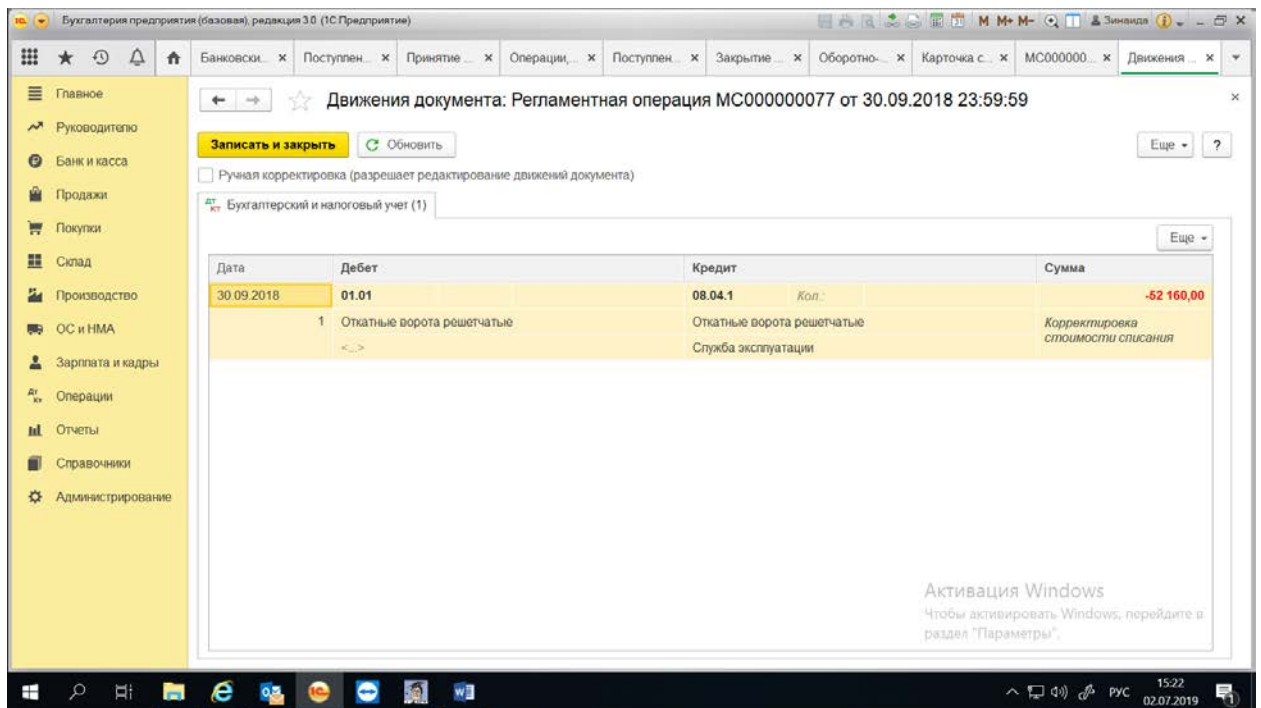 Бухгалтерия предприятия (базовая), редакция 3.0 (1С:Предприятие)
M M+ M- Зинаида
Банковски... Поступлен... Принятие ... Операции,... Поступлен... Закрытие ... Оборотно-... Карточка с... МС000000... Движения ...
Главное
Руководителю
Банк и касса
Продажи
Покупки
Склад
Производство
ОС и НМА
Зарплата и кадры
Операции
Отчеты
Справочники
Администрирование
Движения документа: Регламентная операция МС000000077 от 30.09.2018 23:59:59
Записать и закрыть Обновить Еще ?
Ручная корректировка (разрешает редактирование движений документа)
Бухгалтерский и налоговый учет (1)
Еще
Дата Дебет Кредит Сумма
30.09.2018 01.01 08.04.1 Кол.: -52 160,00
1 Откатные ворота решетчатые Откатные ворота решетчатые Корректировка
стоимости списания
<...> Служба эксплуатации
Активация Windows
Чтобы активировать Windows, перейдите в
раздел "Параметры".
РУС 15:22
02.07.2019